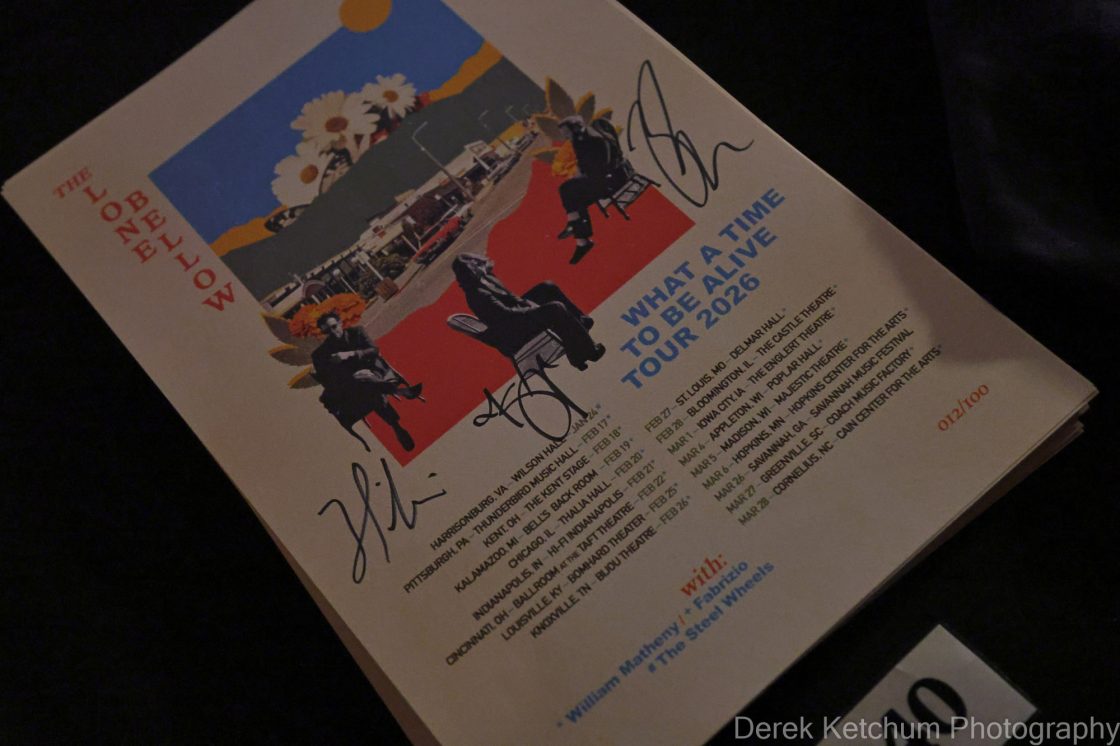 THE
LONE
BELLOW
WHAT A TIME
TO BE ALIVE
TOUR 2026
HARRISONBURG, VA - WILSON HALL - JAN 24
PITTSBURGH, PA - THUNDERBIRD MUSIC HALL - FEB 17*
KENT, OH - THE KENT STAGE - FEB 18*
KALAMAZOO, MI - BELL'S BACK ROOM - FEB 19*
CHICAGO, IL - THALIA HALL - FEB 20*
INDIANAPOLIS, IN - HI-FI INDIANAPOLIS - FEB 21*
CINCINNATI, OH - BALLROOM AT THE TAFT THEATRE - FEB 22*
LOUISVILLE, KY - BOMHARD THEATER - FEB 25*
KNOXVILLE, TN - BIJOU THEATRE - FEB 26*
FEB 27 - ST. LOUIS, MO - DELMAR HALL
FEB 28 - BLOOMINGTON, IL - THE CASTLE THEATRE
MAR 1 - IOWA CITY, IA - THE ENGLERT THEATRE
MAR 4 - APPLETON, WI - POPLAR HALL
MAR 5 - MADISON, WI - MAJESTIC THEATRE
MAR 6 - HOPKINS, MN - HOPKINS CENTER FOR THE ARTS
MAR 26 - SAVANNAH, GA - SAVANNAH MUSIC FESTIVAL
MAR 27 - GREENVILLE, SC - COACH MUSIC FACTORY
MAR 28 - CORNELIUS, NC - CAIN CENTER FOR THE ARTS
012/100
with:
* William Matheny / + Fabrizio
# The Steel Wheels
40
Derek Ketchum Photography